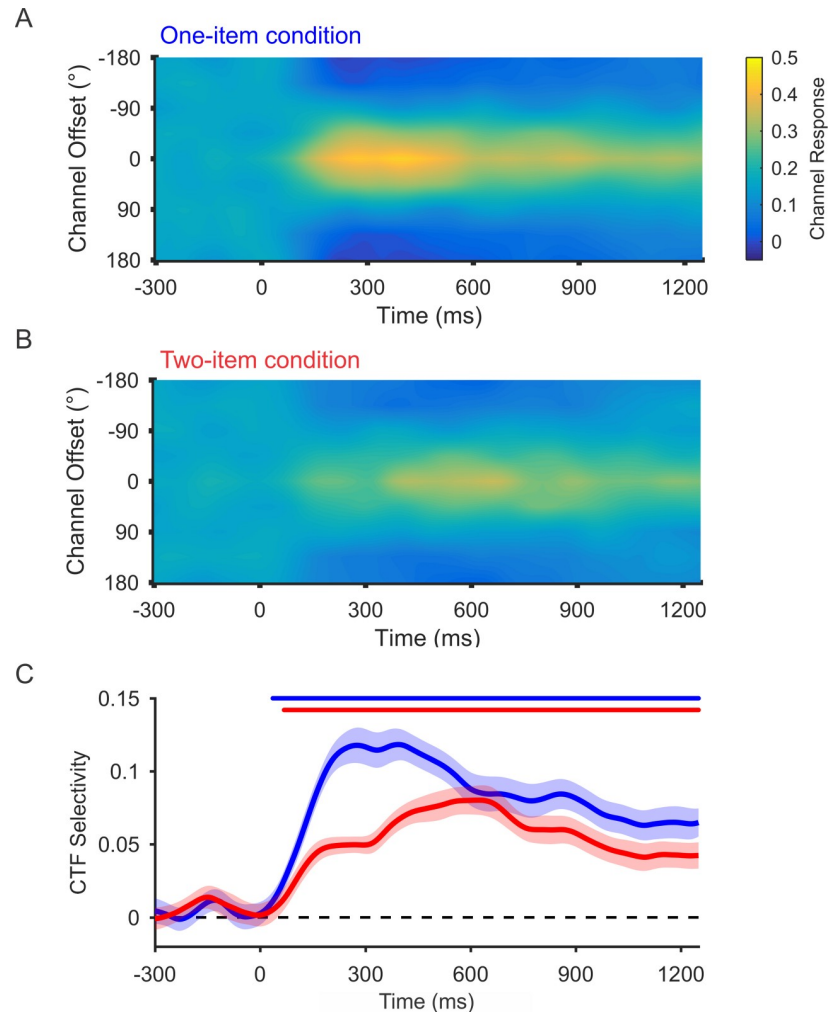 A
One-item condition
-180
-90
0
90
180
Channel Offset (°)
-300 0 300 600 900 1200
Time (ms)
0.5
0.4
0.3
0.2
0.1
0
Channel Response
B
Two-item condition
-180
-90
0
90
180
Channel Offset (°)
-300 0 300 600 900 1200
Time (ms)
C
0.15
0.1
0.05
0
CTF Selectivity
-300 0 300 600 900 1200
Time (ms)